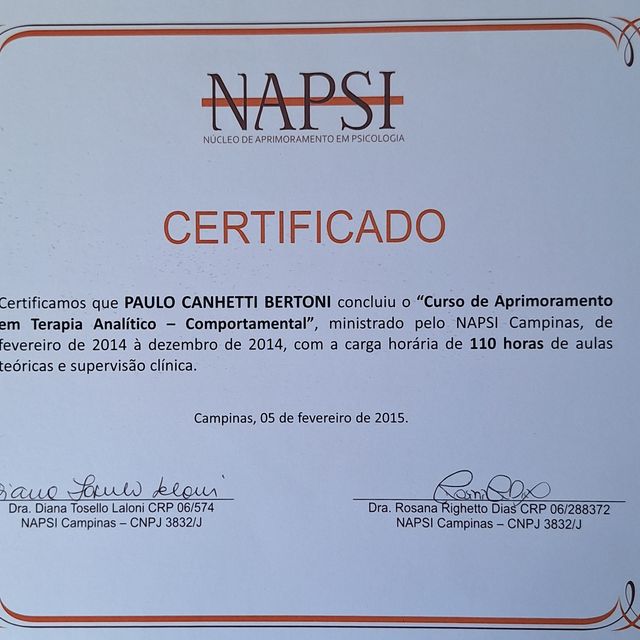 NAPSI
NÚCLEO DE APRIMORAMENTO EM PSICOLOGIA
CERTIFICADO
Certificamos que PAULO CANHETTI BERTONI concluiu o “Curso de Aprimoramento
em Terapia Analítico – Comportamental”, ministrado pelo NAPSI Campinas, de
fevereiro de 2014 à dezembro de 2014, com a carga horária de 110 horas de aulas
teóricas e supervisão clínica.
Campinas, 05 de fevereiro de 2015.
Diana Tosello Laloni
Dra. Diana Tosello Laloni CRP 06/574
NAPSI Campinas – CNPJ 3832/J
Dra. Rosana Righetto Dias CRP 06/288372
NAPSI Campinas – CNPJ 3832/J